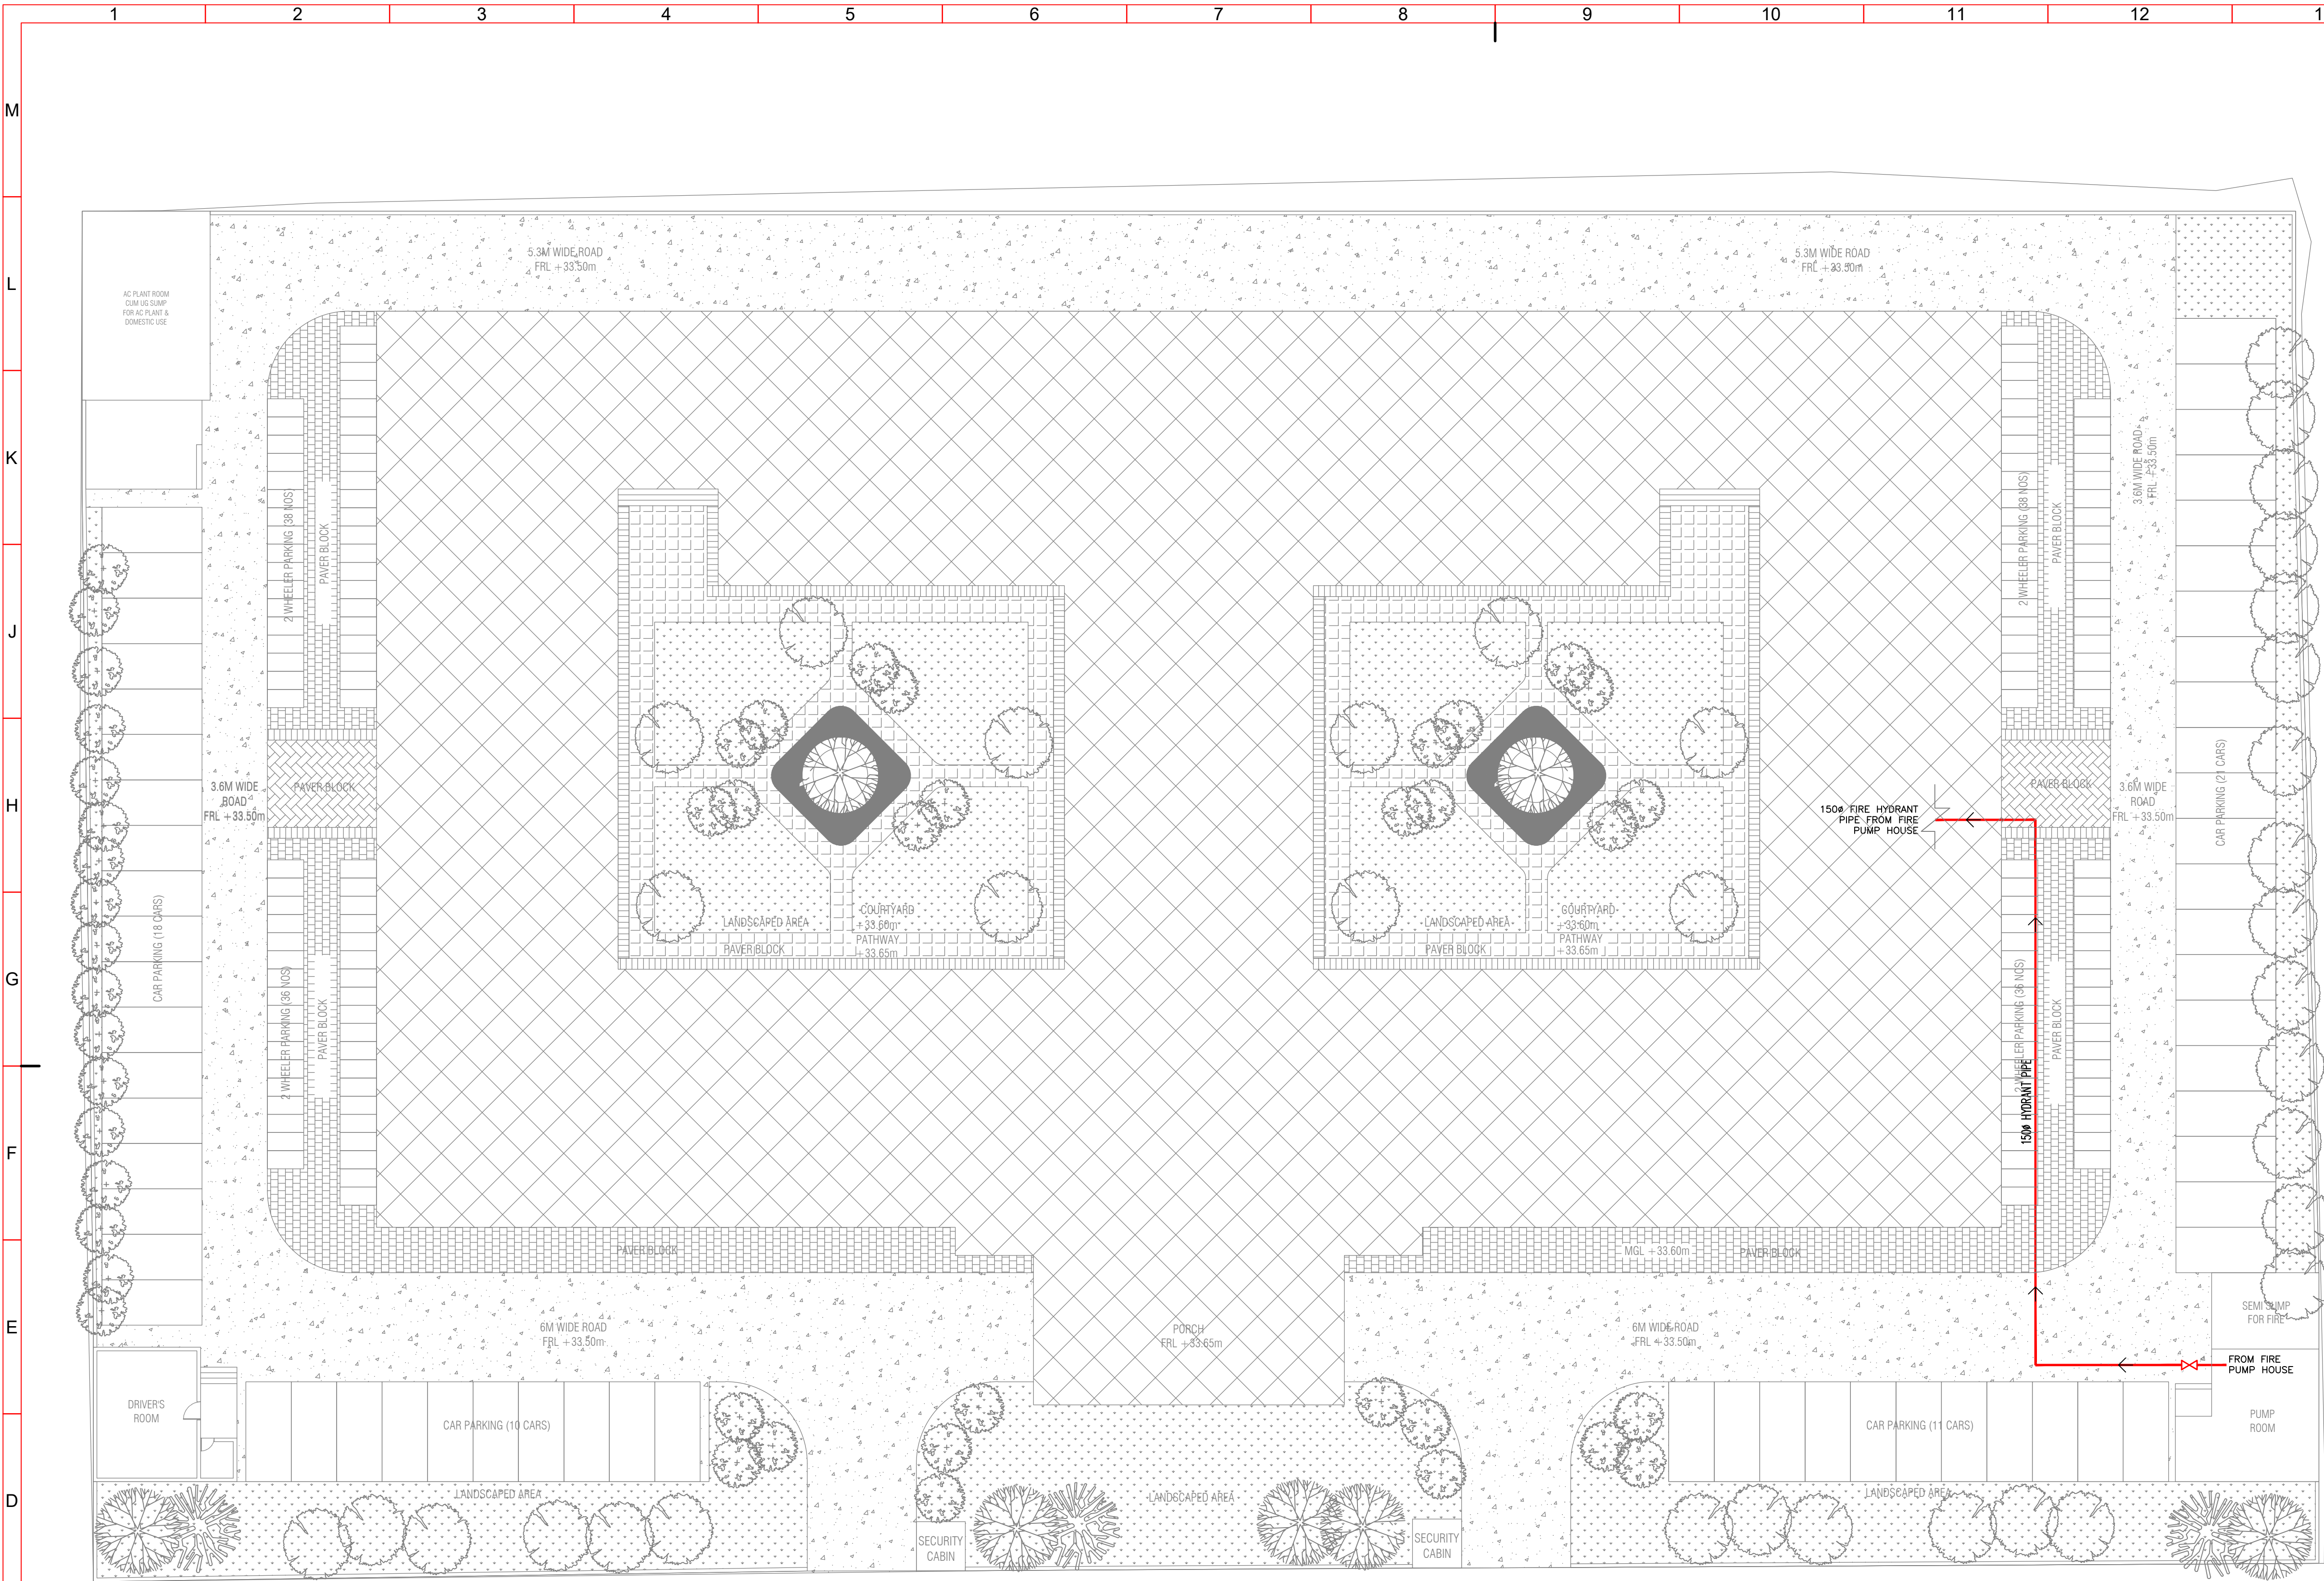 1
2
3
4
5
6
7
8
9
10
11
12
M
L
K
J
H
G
F
E
D
5.3M WIDE ROAD
FRL +33.50m
5.3M WIDE ROAD
FRL +33.50m
AC PLANT ROOM
CUM UG SUMP
FOR AC PLANT &
DOMESTIC USE
2 WHEELER PARKING (38 NOS)
PAVER BLOCK
2 WHEELER PARKING (38 NOS)
PAVER BLOCK
3.6M WIDE ROAD
FRL +33.50m
3.6M WIDE
ROAD
FRL +33.50m
PAVER BLOCK
150ø FIRE HYDRANT
PIPE FROM FIRE
PUMP HOUSE
PAVER BLOCK
3.6M WIDE
ROAD
FRL +33.50m
CAR PARKING (21 CARS)
CAR PARKING (18 CARS)
LANDSCAPED AREA
PAVER BLOCK
COURTYARD
+33.60m
PATHWAY
+33.65m
LANDSCAPED AREA
PAVER BLOCK
COURTYARD
+33.60m
PATHWAY
+33.65m
2 WHEELER PARKING (36 NOS)
PAVER BLOCK
2 WHEELER PARKING (36 NOS)
150ø HYDRANT PIPE
PAVER BLOCK
PAVER BLOCK
MGL +33.60m
PAVER BLOCK
6M WIDE ROAD
FRL +33.50m
PORCH
FRL +33.65m
6M WIDE ROAD
FRL +33.50m
SEMI SUMP
FOR FIRE
FROM FIRE
PUMP HOUSE
DRIVER'S
ROOM
CAR PARKING (10 CARS)
CAR PARKING (11 CARS)
PUMP
ROOM
LANDSCAPED AREA
LANDSCAPED AREA
LANDSCAPED AREA
SECURITY
CABIN
SECURITY
CABIN